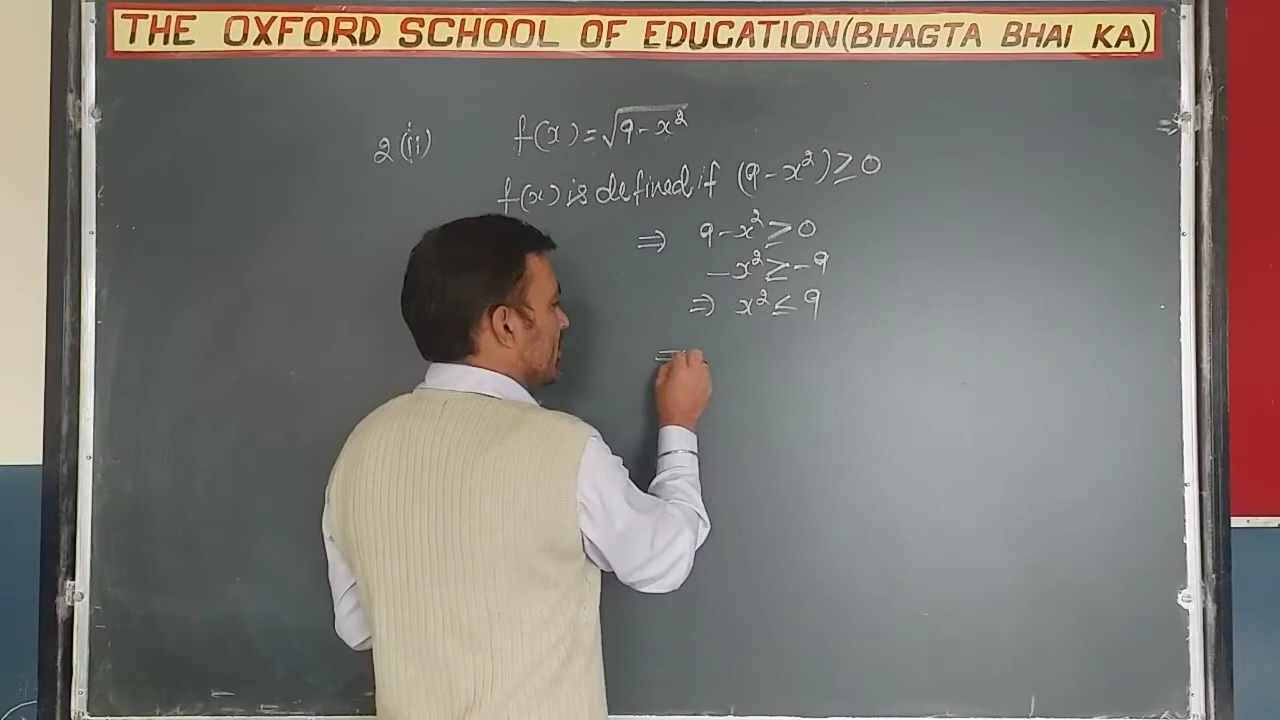 THE OXFORD SCHOOL OF EDUCATION(BHAGTA BHAI KA)
2(ii) f(x)=√9-x²
f(x) is defined if (9-x²)≥0
⇒ 9-x²≥0
-x²≥-9
⇒ x²≤9
=